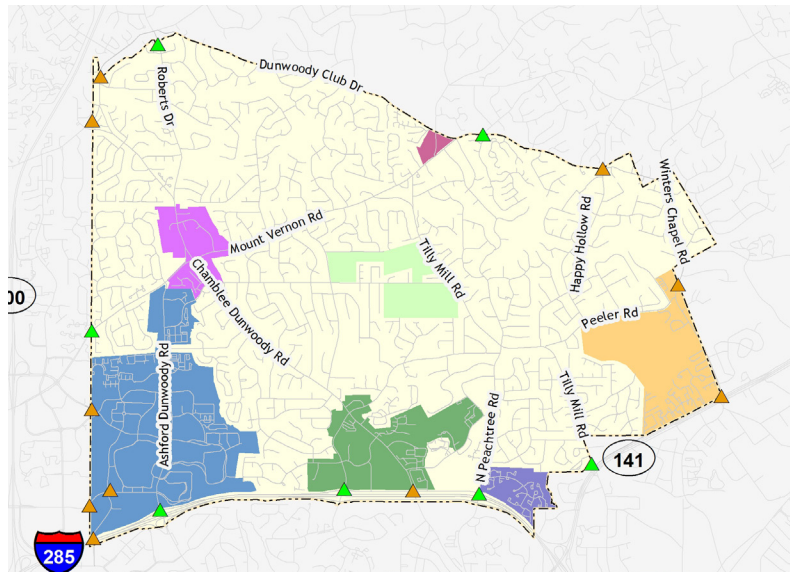 Dunwoody Club Dr
Roberts Dr
Winters Chapel Rd
Mount Vernon Rd
Happy Hollow Rd
Tilly Mill Rd
Chamblee Dunwoody Rd
00
Peeler Rd
Ashford Dunwoody Rd
Tilly Mill Rd
N Peachtree Rd
141
285